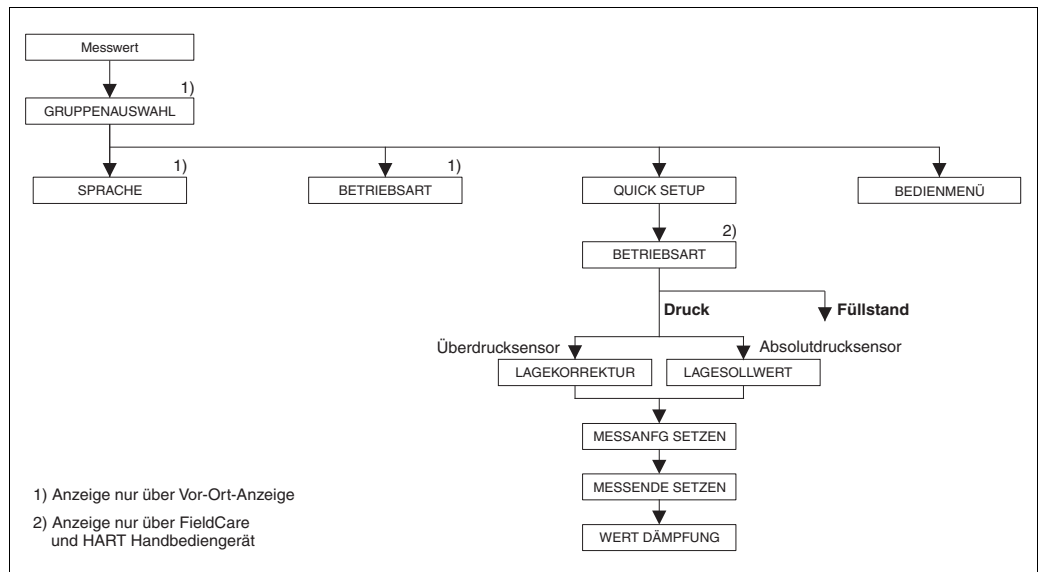 Messwert
1)
GRUPPENAUSWAHL
1)
1)
SPRACHE
BETRIEBSART
QUICK SETUP
BEDIENMENÜ
2)
BETRIEBSART
Druck
Füllstand
Überdrucksensor
Absolutdrucksensor
LAGEKORREKTUR
LAGESOLLWERT
MESSANFG SETZEN
MESSENDE SETZEN
WERT DÄMPFUNG
1) Anzeige nur über Vor-Ort-Anzeige
2) Anzeige nur über FieldCare
und HART Handbediengerät